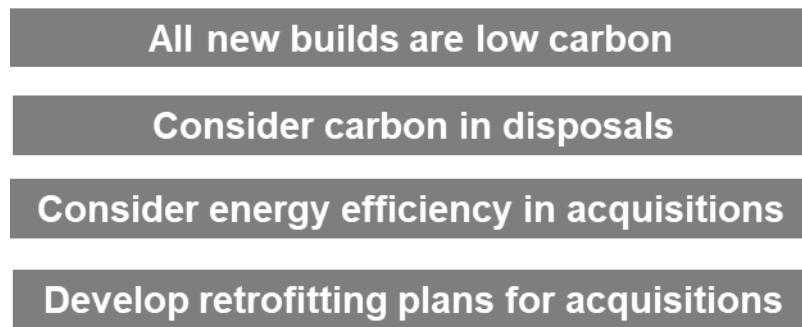 All new builds are low carbon
Consider carbon in disposals
Consider energy efficiency in acquisitions
Develop retrofitting plans for acquisitions